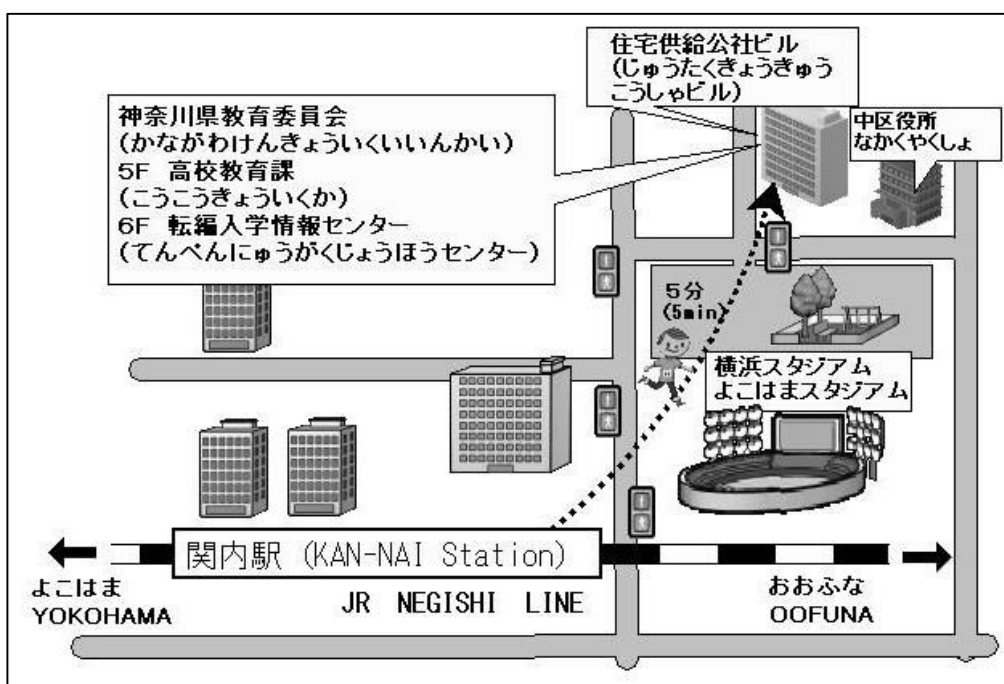 住宅供給公社ビル
(じゅうたくきょうきゅう
こうしゃビル)
神奈川県教育委員会
(かながわけんきょういくいいんかい)
5F 高校教育課
(こうこうきょういくか)
6F 転編入学情報センター
(てんぺんにゅうがくじょうほうセンター)
中区役所
なかくやくしょ
5分
(5min)
横浜スタジアム
よこはまスタジアム
関内駅 (KAN-NAI Station)
よこはま
YOKOHAMA
JR NEGISHI LINE
おおふな
OOFUNA